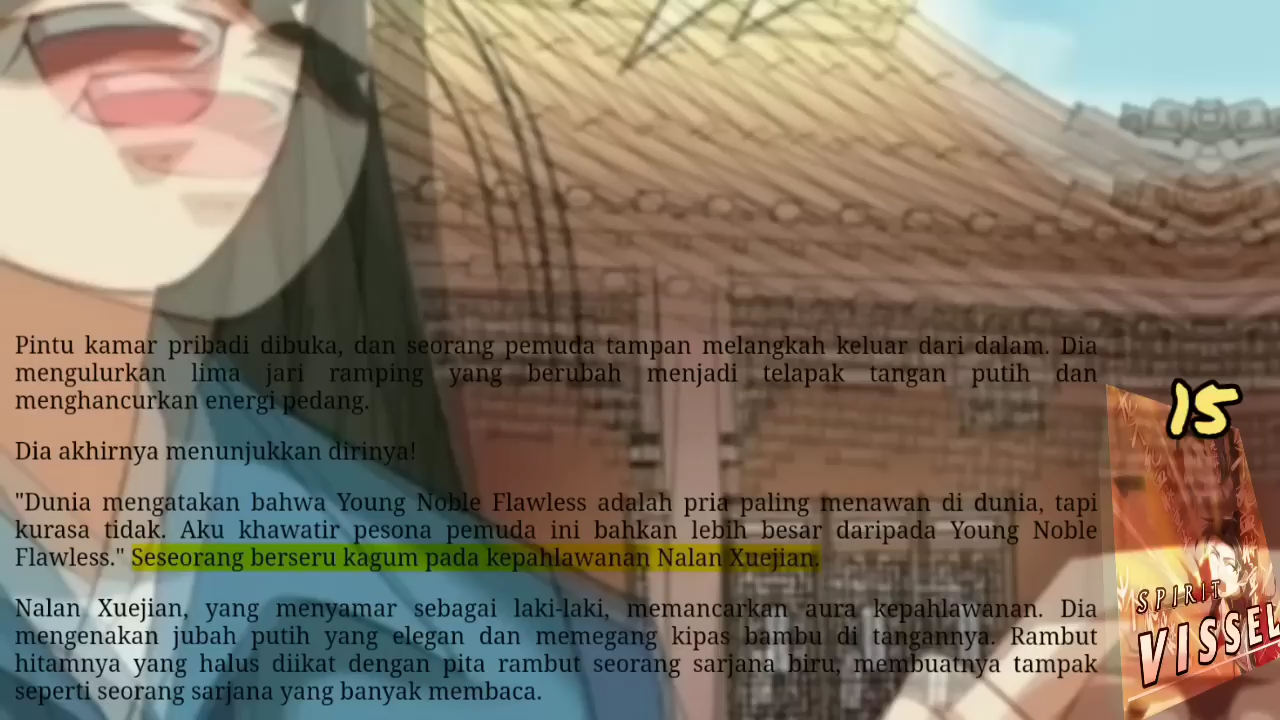 Pintu kamar pribadi dibuka, dan seorang pemuda tampan melangkah keluar dari dalam. Dia
mengulurkan lima jari ramping yang berubah menjadi telapak tangan putih dan
menghancurkan energi pedang.
Dia akhirnya menunjukkan dirinya!
"Dunia mengatakan bahwa Young Noble Flawless adalah pria paling menawan di dunia, tapi
kurasa tidak. Aku khawatir pesona pemuda ini bahkan lebih besar daripada Young Noble
Flawless." Seseorang berseru kagum pada kepahlawanan Nalan Xuejian.
Nalan Xuejian, yang menyamar sebagai laki-laki, memancarkan aura kepahlawanan. Dia
mengenakan jubah putih yang elegan dan memegang kipas bambu di tangannya. Rambut
hitamnya yang halus diikat dengan pita rambut seorang sarjana biru, membuatnya tampak
seperti seorang sarjana yang banyak membaca.
15
SPIRIT
VISSEL